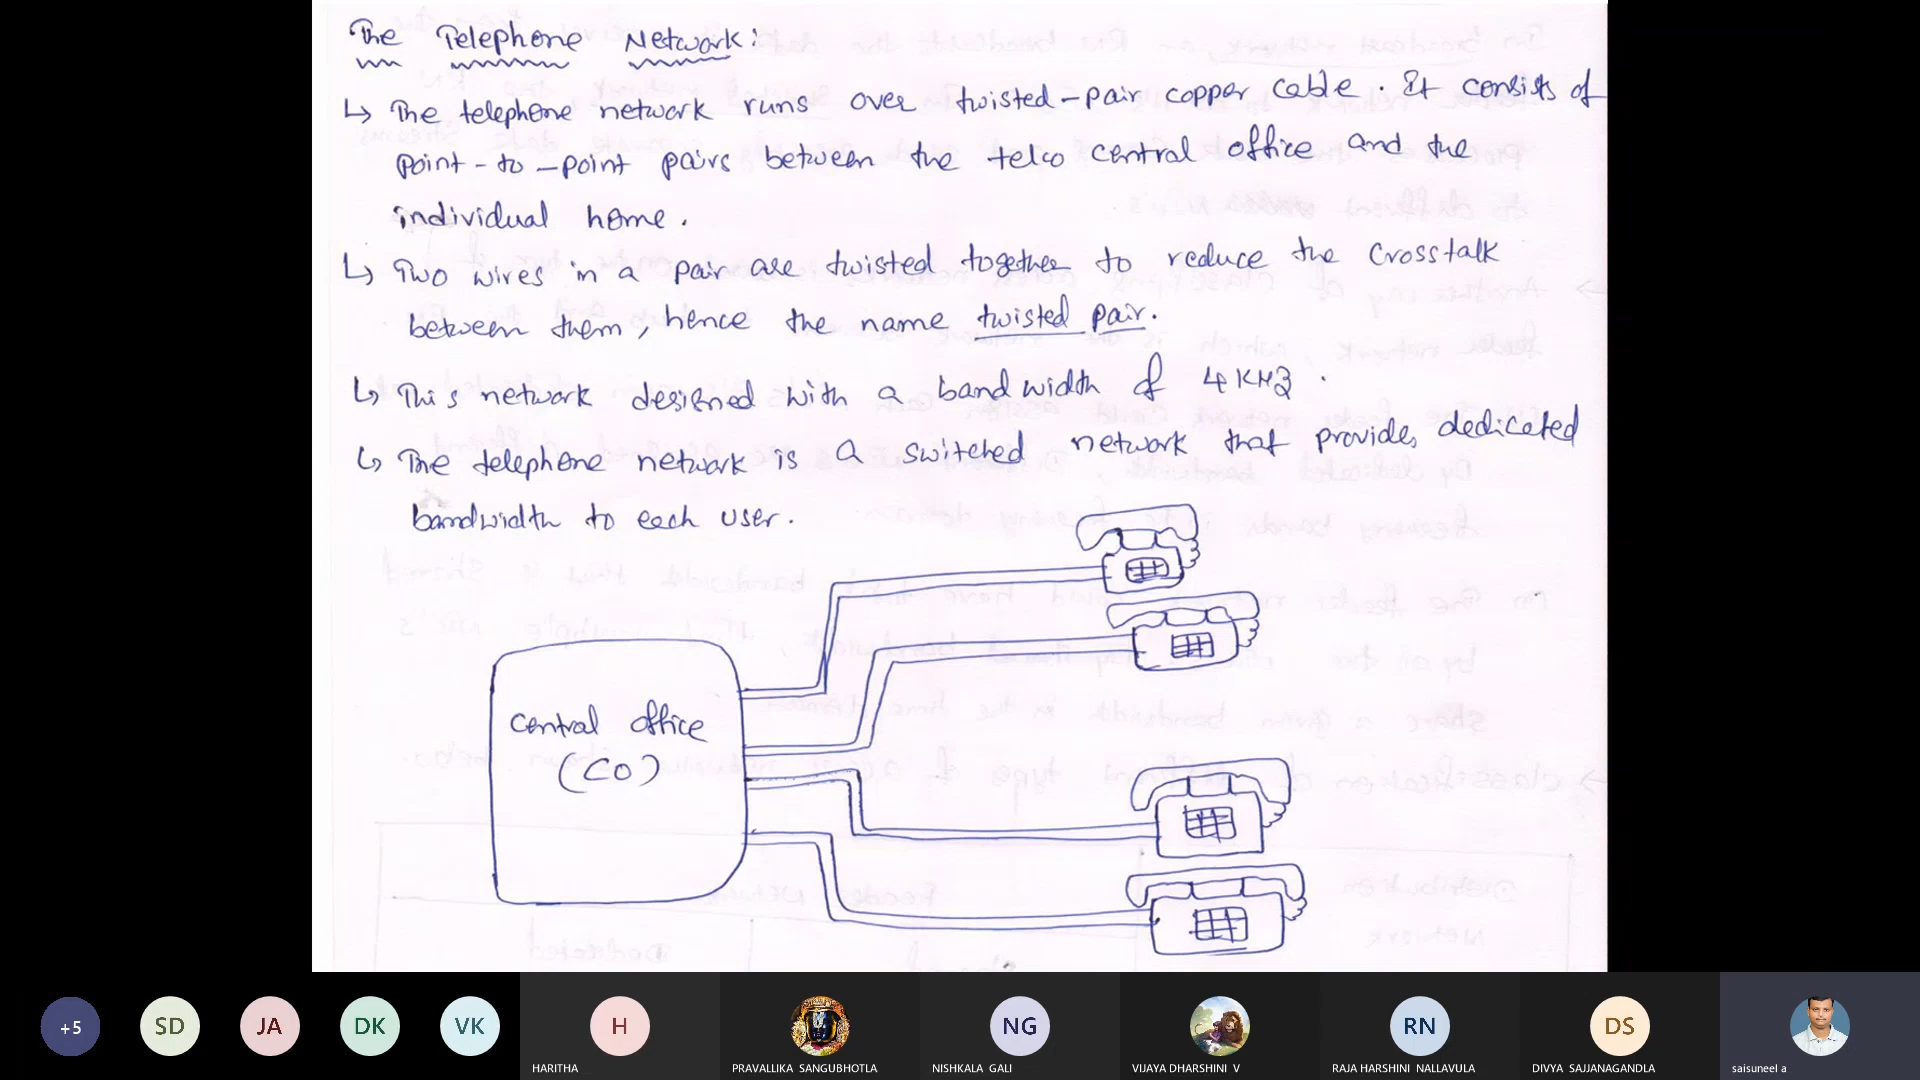 The Telephone Network:
↳ The telephone network runs over twisted-pair copper cable. It consists of
point-to-point pairs between the telco central office and the
individual home.
↳ Two wires in a pair are twisted together to reduce the crosstalk
between them, hence the name twisted pair.
↳ This network designed with a bandwidth of 4 KHz.
↳ The telephone network is a switched network that provides dedicated
bandwidth to each user.
Central office
(CO)
+5
SD
JA
DK
VK
H
NG
RN
DS
HARITHA
PRAVALLIKA SANGUBHOTLA
NISHKALA GALI
VIJAYA DHARSHINI V
RAJA HARSHINI NALLAVULA
DIVYA SAJJANAGANDLA
saisuneel a